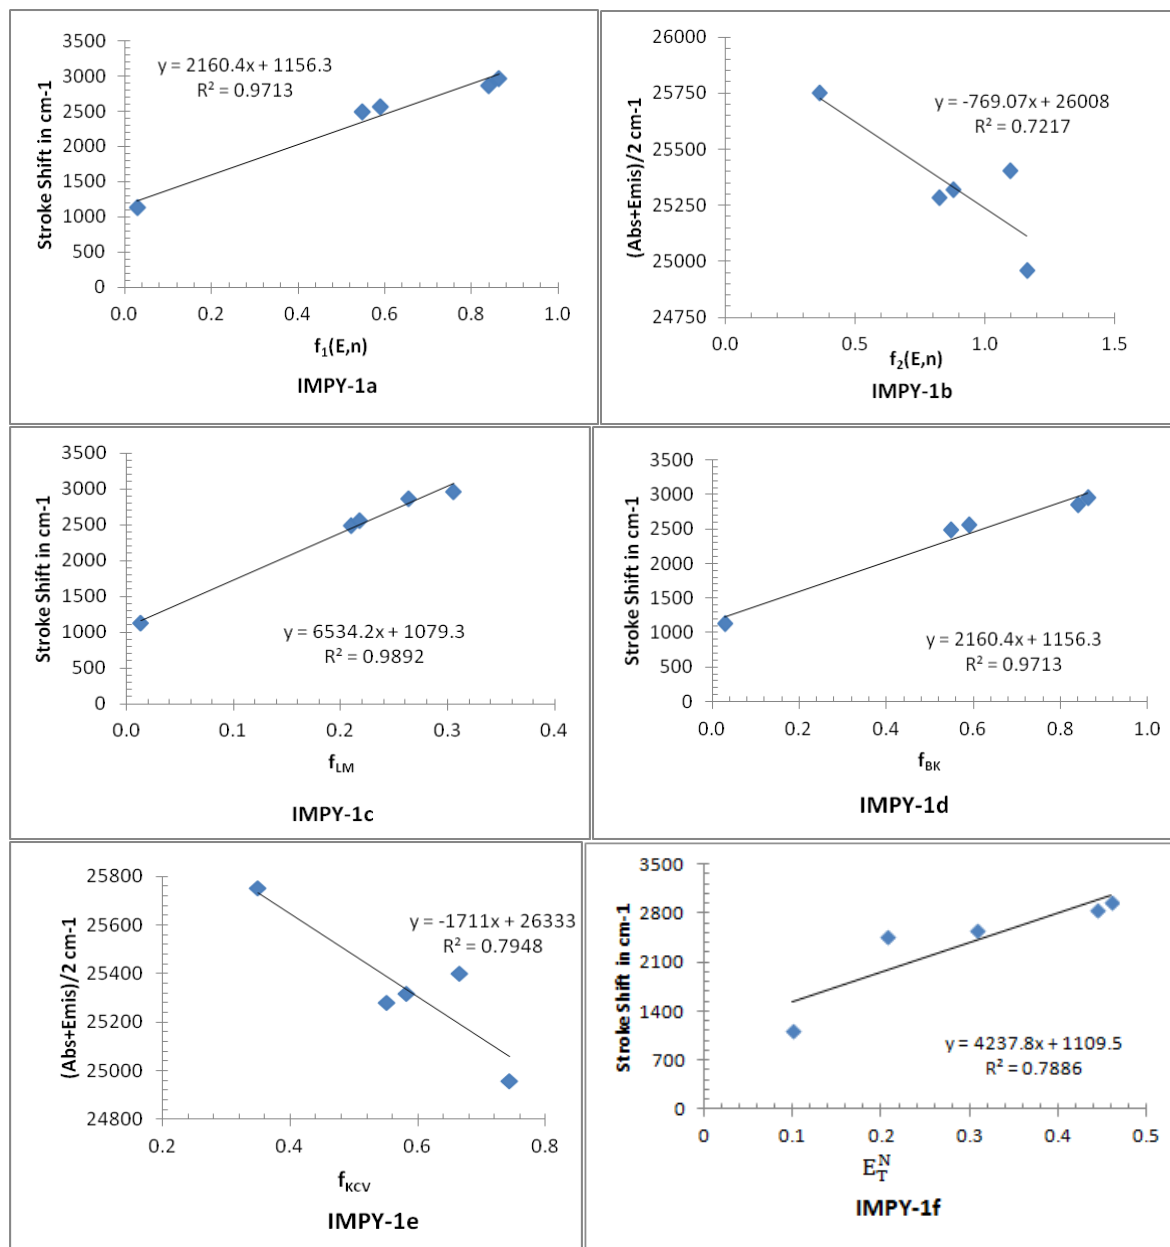 3500
3000
2500
2000
1500
1000
500
0
Stroke Shift in cm-1
y = 2160.4x + 1156.3
R² = 0.9713
0.0 0.2 0.4 0.6 0.8 1.0
f₁(E,n)
IMPY-1a
26000
25750
25500
25250
25000
24750
(Abs+Emis)/2 cm-1
y = -769.07x + 26008
R² = 0.7217
0.0 0.5 1.0 1.5
f₂(E,n)
IMPY-1b
3500
3000
2500
2000
1500
1000
500
0
Stroke Shift in cm-1
y = 6534.2x + 1079.3
R² = 0.9892
0.0 0.1 0.2 0.3 0.4
f_LM
IMPY-1c
3500
3000
2500
2000
1500
1000
500
0
Stroke Shift in cm-1
y = 2160.4x + 1156.3
R² = 0.9713
0.0 0.2 0.4 0.6 0.8 1.0
f_BK
IMPY-1d
25800
25600
25400
25200
25000
24800
(Abs+Emis)/2 cm-1
y = -1711x + 26333
R² = 0.7948
0.2 0.4 0.6 0.8
f_KCV
IMPY-1e
3500
2800
2100
1400
700
0
Stroke Shift in cm-1
y = 4237.8x + 1109.5
R² = 0.7886
0 0.1 0.2 0.3 0.4 0.5
E_T^N
IMPY-1f